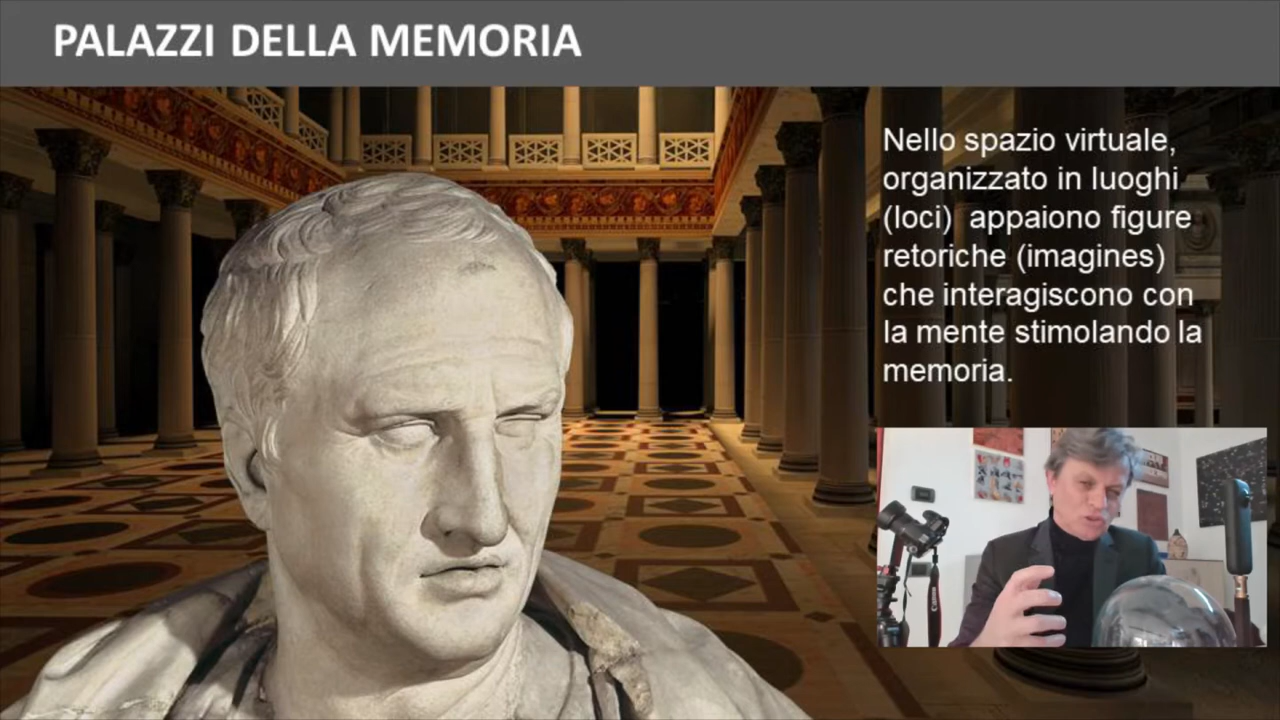 PALAZZI DELLA MEMORIA
Nello spazio virtuale,
organizzato in luoghi
(loci)  appaiono figure
retoriche (imagines)
che interagiscono con
la mente stimolando la
memoria.
Canon